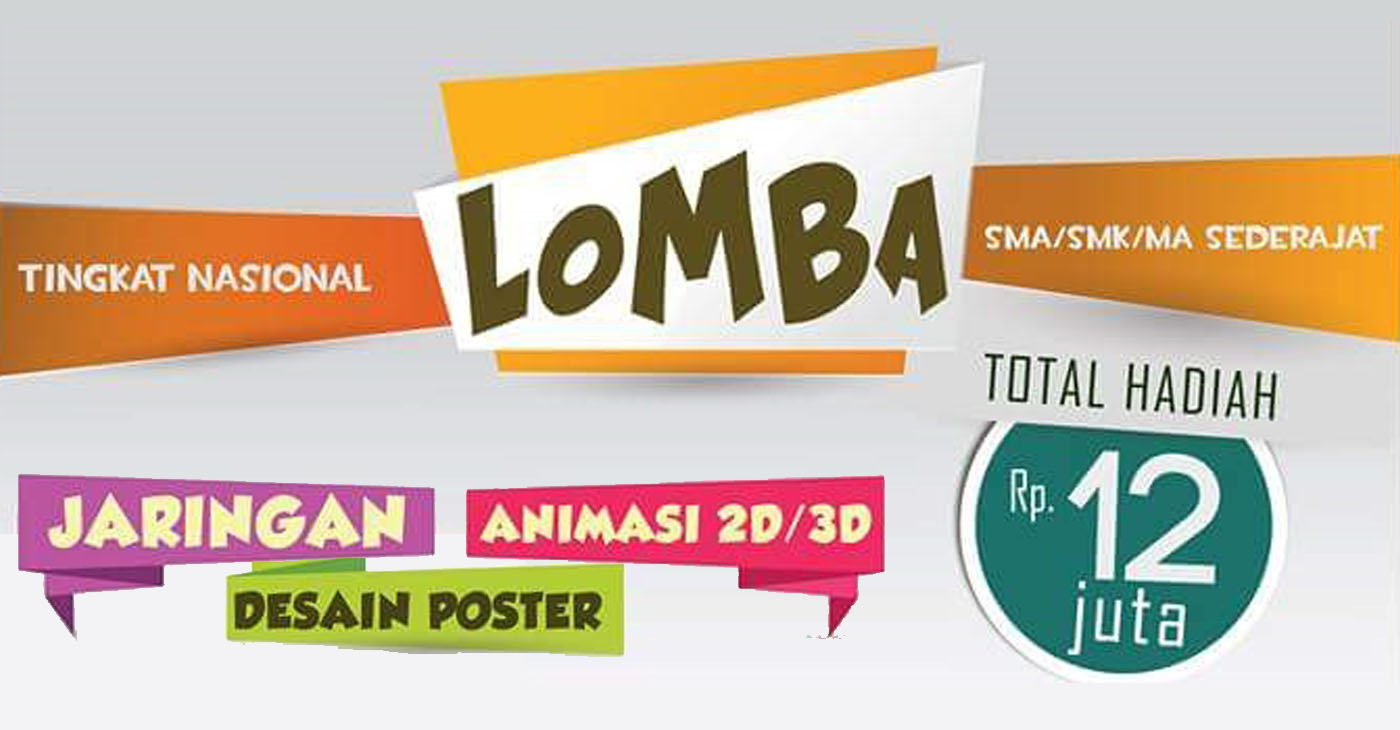 LOMBA
TINGKAT NASIONAL
SMA/SMK/MA SEDERAJAT
TOTAL HADIAH
Rp. 12
juta
JARINGAN
ANIMASI 2D/3D
DESAIN POSTER